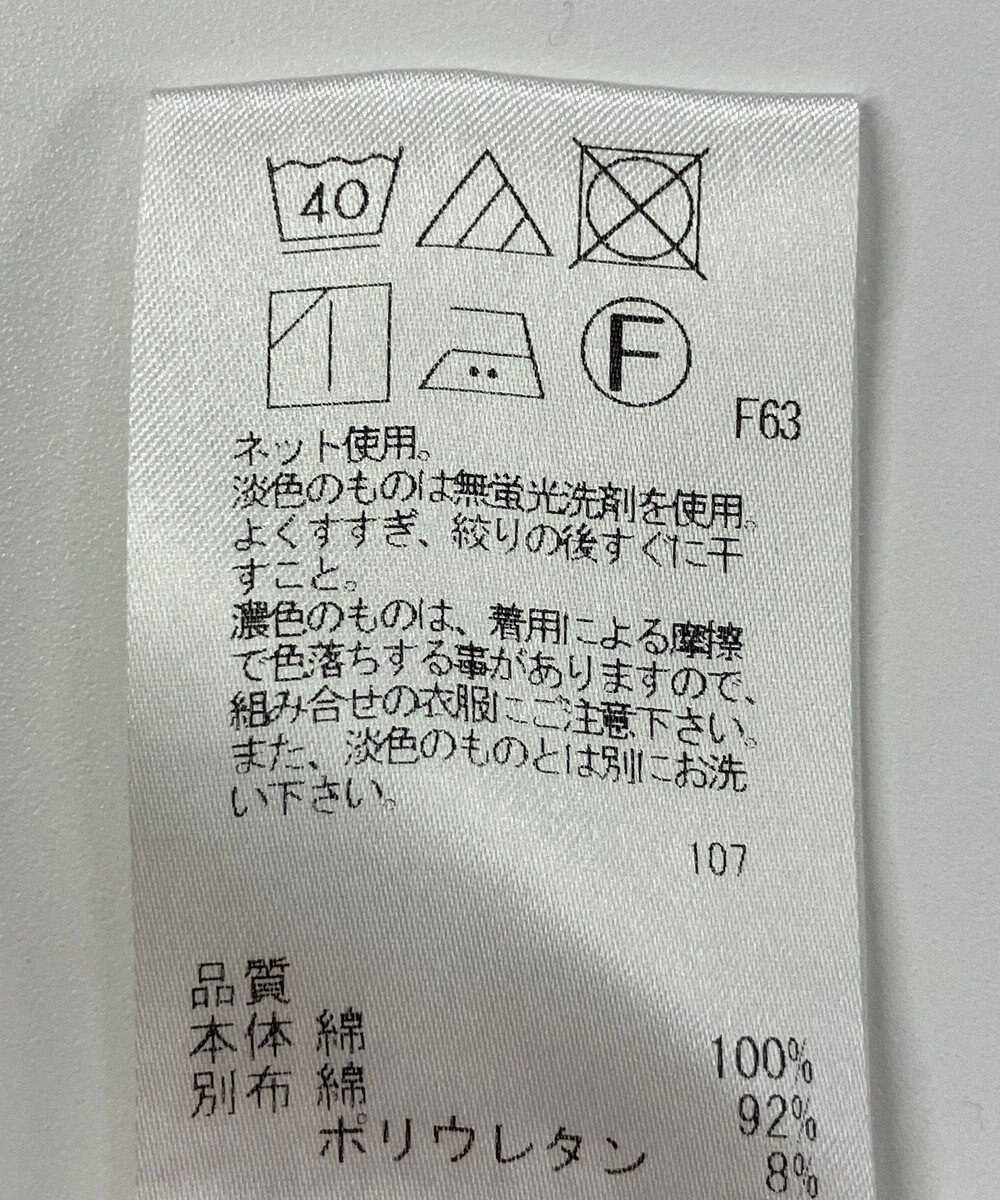 40
F
F63
ネット使用。
淡色のものは無蛍光洗剤を使用。
よくすすぎ、絞りの後すぐに干
すこと。
濃色のものは、着用による摩擦
で色落ちする事がありますので、
組み合せの衣服にご注意下さい。
また、淡色のものとは別にお洗
い下さい。
107
品質
本体 綿 100%
別布 綿 92%
ポリウレタン 8%